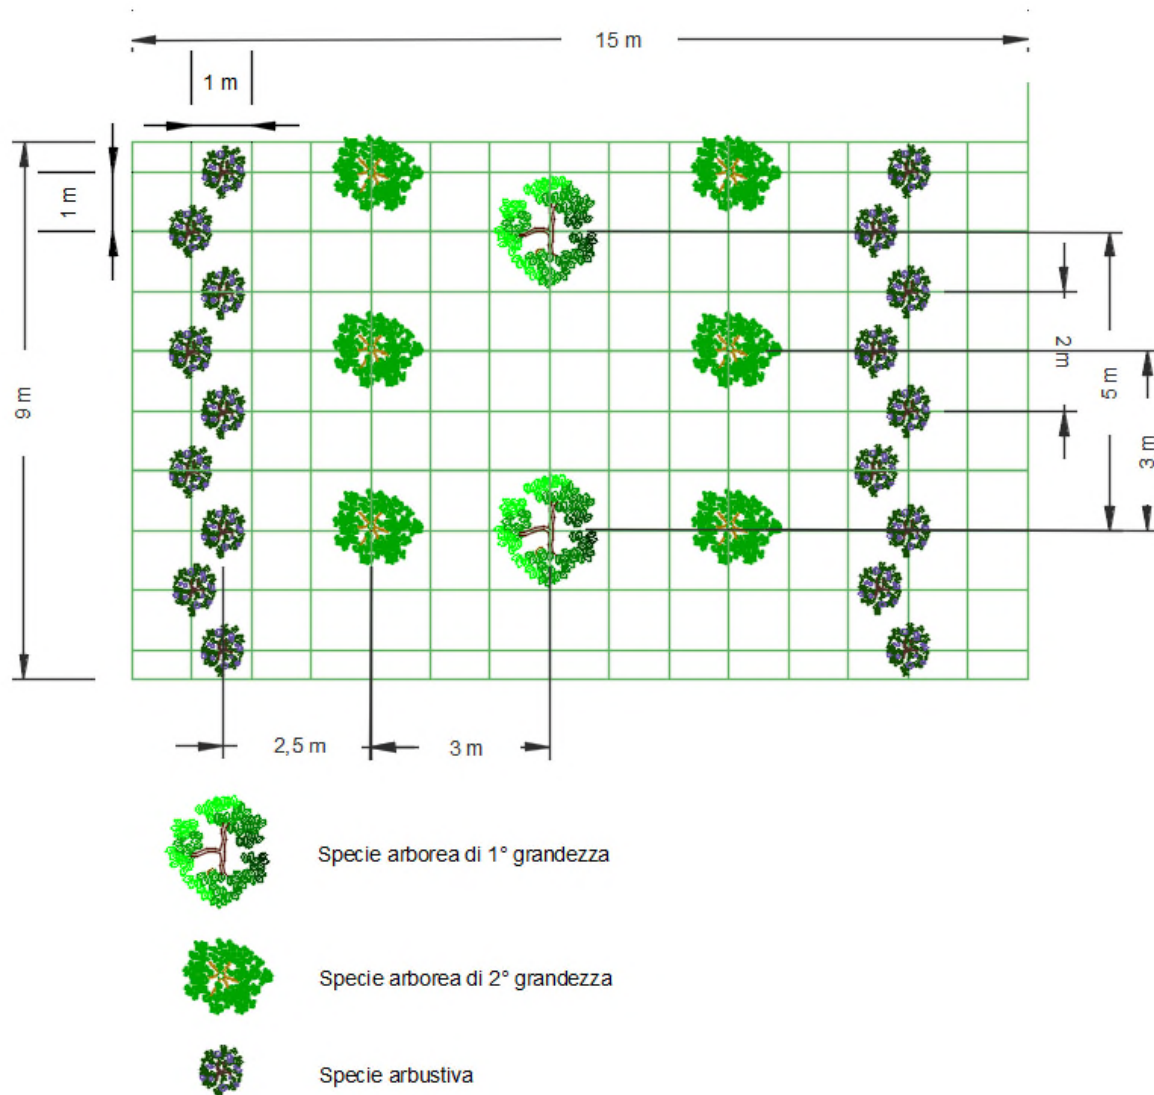 15 m
1 m
1 m
9 m
2 m
5 m
3 m
2,5 m
3 m
Specie arborea di 1° grandezza
Specie arborea di 2° grandezza
Specie arbustiva